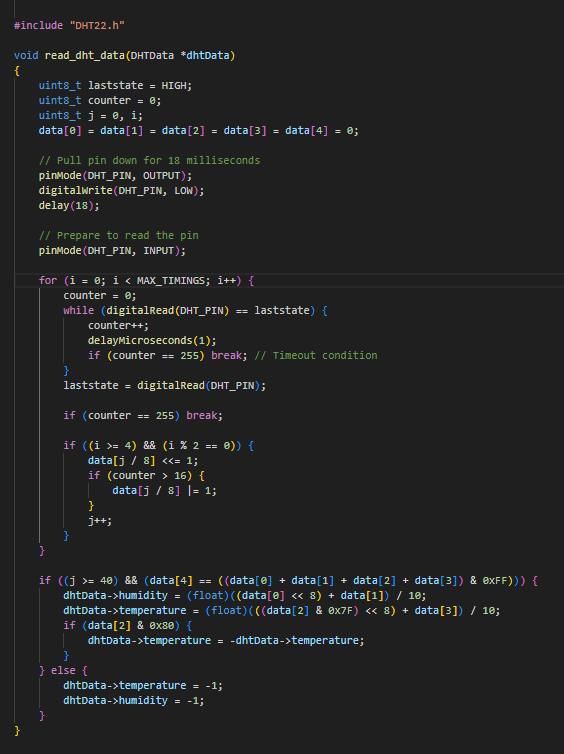 #include "DHT22.h"
void read_dht_data(DHTData *dhtData)
{
    uint8_t laststate = HIGH;
    uint8_t counter = 0;
    uint8_t j = 0, i;
    data[0] = data[1] = data[2] = data[3] = data[4] = 0;
    // Pull pin down for 18 milliseconds
    pinMode(DHT_PIN, OUTPUT);
    digitalWrite(DHT_PIN, LOW);
    delay(18);
    // Prepare to read the pin
    pinMode(DHT_PIN, INPUT);
    for (i = 0; i < MAX_TIMINGS; i++) {
        counter = 0;
        while (digitalRead(DHT_PIN) == laststate) {
            counter++;
            delayMicroseconds(1);
            if (counter == 255) break; // Timeout condition
        }
        laststate = digitalRead(DHT_PIN);
        if (counter == 255) break;
        if ((i >= 4) && (i % 2 == 0)) {
            data[j / 8] <<= 1;
            if (counter > 16) {
                data[j / 8] |= 1;
            }
            j++;
        }
    }
    if ((j >= 40) && (data[4] == ((data[0] + data[1] + data[2] + data[3]) & 0xFF))) {
        dhtData->humidity = (float)((data[0] << 8) + data[1]) / 10;
        dhtData->temperature = (float)(((data[2] & 0x7F) << 8) + data[3]) / 10;
        if (data[2] & 0x80) {
            dhtData->temperature = -dhtData->temperature;
        }
    } else {
        dhtData->temperature = -1;
        dhtData->humidity = -1;
    }
}